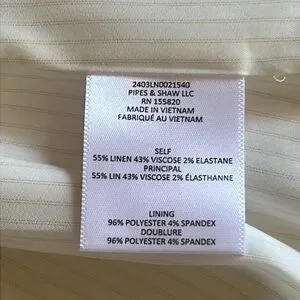 2403LN0021540
PIPES & SHAW LLC
RN 155820
MADE IN VIETNAM
FABRIQUÉ AU VIETNAM
SELF
55% LINEN 43% VISCOSE 2% ELASTANE
PRINCIPAL
55% LIN 43% VISCOSE 2% ÉLASTHANNE
LINING
96% POLYESTER 4% SPANDEX
DOUBLURE
96% POLYESTER 4% SPANDEX